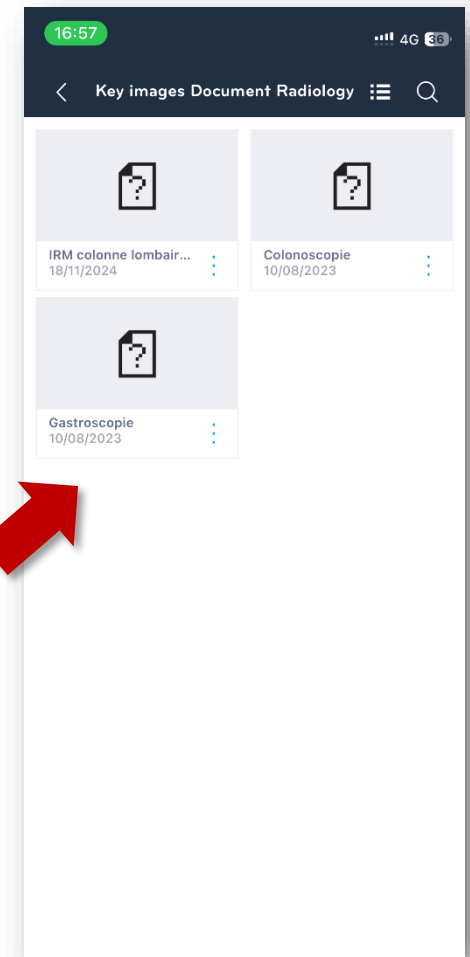 16:57
4G 36
Key images Document Radiology
?
?
IRM colonne lombair...
18/11/2024
Colonoscopie
10/08/2023
?
Gastroscopie
10/08/2023